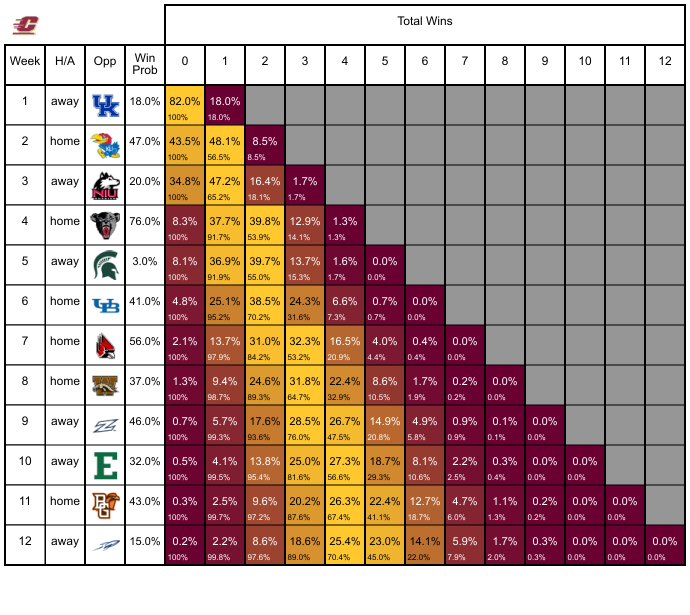 C
Total Wins
Week H/A Opp Win Prob 0 1 2 3 4 5 6 7 8 9 10 11 12
1 away UK 18.0% 82.0% 18.0%
100% 18.0%
2 home KU 47.0% 43.5% 48.1% 8.5%
100% 56.5% 8.5%
3 away NIU 20.0% 34.8% 47.2% 16.4% 1.7%
100% 65.2% 18.1% 1.7%
4 home 76.0% 8.3% 37.7% 39.8% 12.9% 1.3%
100% 91.7% 53.9% 14.1% 1.3%
5 away 3.0% 8.1% 36.9% 39.7% 13.7% 1.6% 0.0%
100% 91.9% 55.0% 15.3% 1.7% 0.0%
6 home UB 41.0% 4.8% 25.1% 38.5% 24.3% 6.6% 0.7% 0.0%
100% 95.2% 70.2% 31.6% 7.3% 0.7% 0.0%
7 home 56.0% 2.1% 13.7% 31.0% 32.3% 16.5% 4.0% 0.4% 0.0%
100% 97.9% 84.2% 53.2% 20.9% 4.4% 0.4% 0.0%
8 home 37.0% 1.3% 9.4% 24.6% 31.8% 22.4% 8.6% 1.7% 0.2% 0.0%
100% 98.7% 89.3% 64.7% 32.9% 10.5% 1.9% 0.2% 0.0%
9 away 46.0% 0.7% 5.7% 17.6% 28.5% 26.7% 14.9% 4.9% 0.9% 0.1% 0.0%
100% 99.3% 93.6% 76.0% 47.5% 20.8% 5.8% 0.9% 0.1% 0.0%
10 away E 32.0% 0.5% 4.1% 13.8% 25.0% 27.3% 18.7% 8.1% 2.2% 0.3% 0.0% 0.0%
100% 99.5% 95.4% 81.6% 56.6% 29.3% 10.6% 2.5% 0.4% 0.0% 0.0%
11 home BG 43.0% 0.3% 2.5% 9.6% 20.2% 26.3% 22.4% 12.7% 4.7% 1.1% 0.2% 0.0% 0.0%
100% 99.7% 97.2% 87.6% 67.4% 41.1% 18.7% 6.0% 1.3% 0.2% 0.0% 0.0%
12 away 15.0% 0.2% 2.2% 8.6% 18.6% 25.4% 23.0% 14.1% 5.9% 1.7% 0.3% 0.0% 0.0% 0.0%
100% 99.8% 97.6% 89.0% 70.4% 45.0% 22.0% 7.9% 2.0% 0.3% 0.0% 0.0% 0.0%